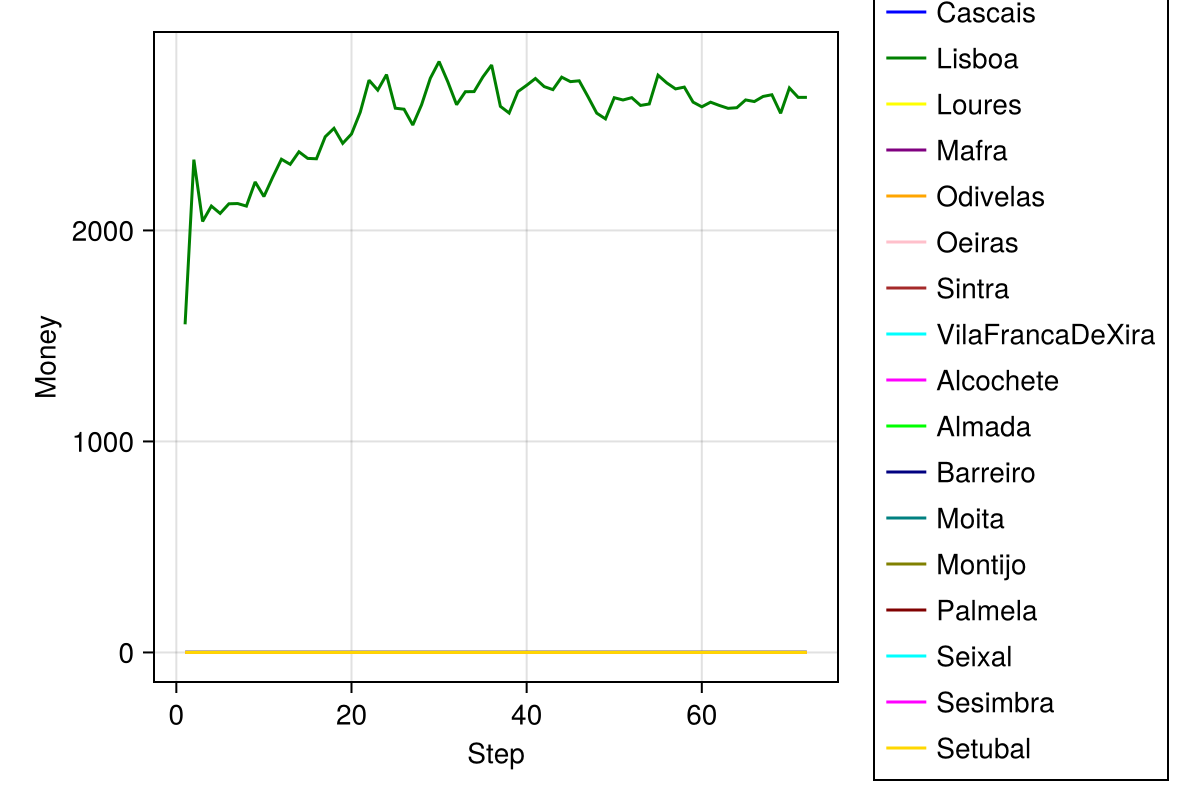 Cascais
Lisboa
Loures
Mafra
Odivelas
Oeiras
Sintra
VilaFrancaDeXira
Alcochete
Almada
Barreiro
Moita
Montijo
Palmela
Seixal
Sesimbra
Setubal
Money
2000
1000
0
0 20 40 60
Step